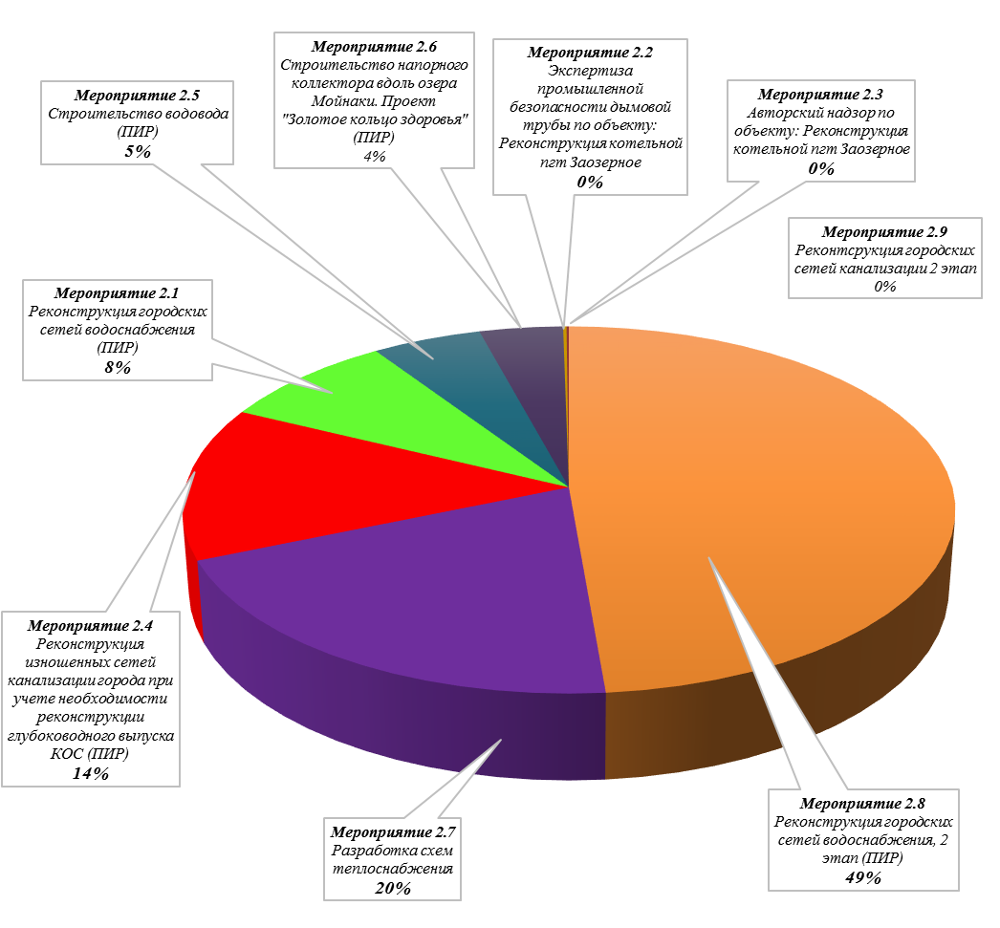 Мероприятие 2.6
Строительство напорного
коллектора вдоль озера
Мойнаки. Проект
"Золотое кольцо здоровья"
(ПИР)
4%
Мероприятие 2.2
Экспертиза
промышленной
безопасности дымовой
трубы по объекту:
Реконструкция котельной
пгт Заозерное
0%
Мероприятие 2.5
Строительство водовода
(ПИР)
5%
Мероприятие 2.3
Авторский надзор по
объекту: Реконструкция
котельной пгт Заозерное
0%
Мероприятие 2.9
Реконтсрукция городских
сетей канализации 2 этап
0%
Мероприятие 2.1
Реконструкция городских
сетей водоснабжения
(ПИР)
8%
Мероприятие 2.4
Реконструкция
изношенных сетей
канализации города при
учете необходимости
реконструкции
глубоководного выпуска
КОС (ПИР)
14%
Мероприятие 2.7
Разработка схем
теплоснабжения
20%
Мероприятие 2.8
Реконструкция городских
сетей водоснабжения, 2
этап (ПИР)
49%